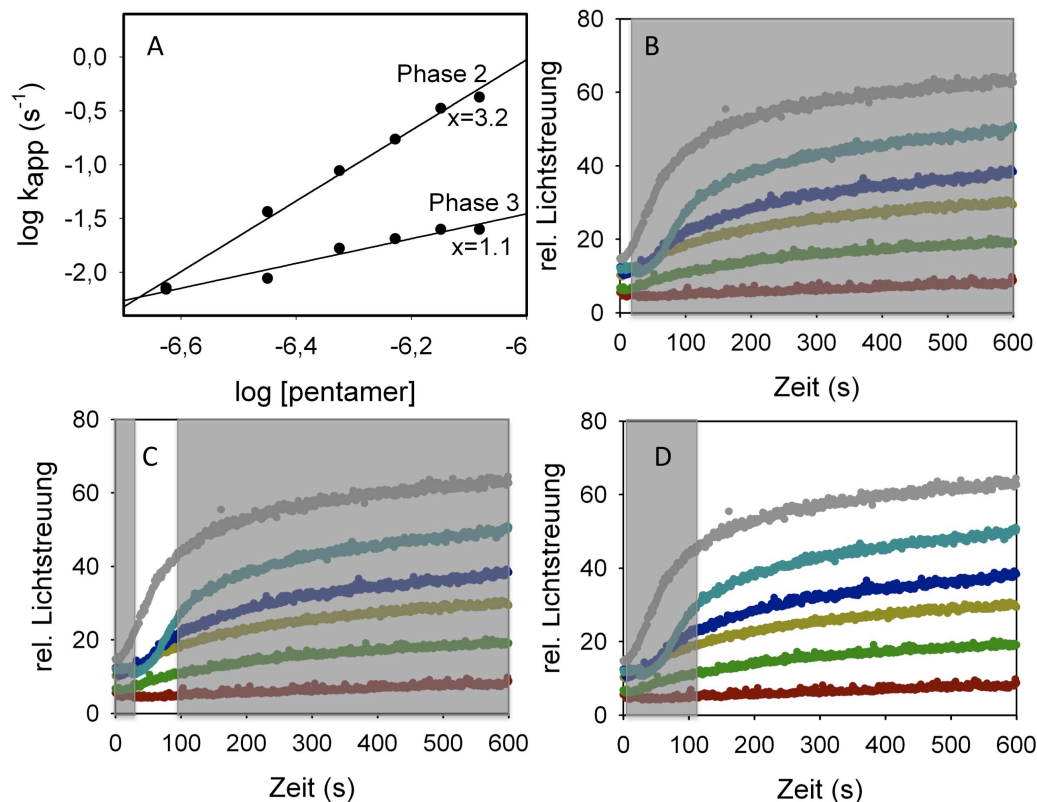 A
0,0
Phase 2
-0,5
x=3.2
-1,0
Phase 3
-1,5
x=1.1
-2,0
log kapp (s⁻¹)
-6,6 -6,4 -6,2 -6
log [pentamer]
B
80
60
40
20
0
rel. Lichtstreuung
0 100 200 300 400 500 600
Zeit (s)
C
80
60
40
20
0
rel. Lichtstreuung
0 100 200 300 400 500 600
Zeit (s)
D
80
60
40
20
0
rel. Lichtstreuung
0 100 200 300 400 500 600
Zeit (s)